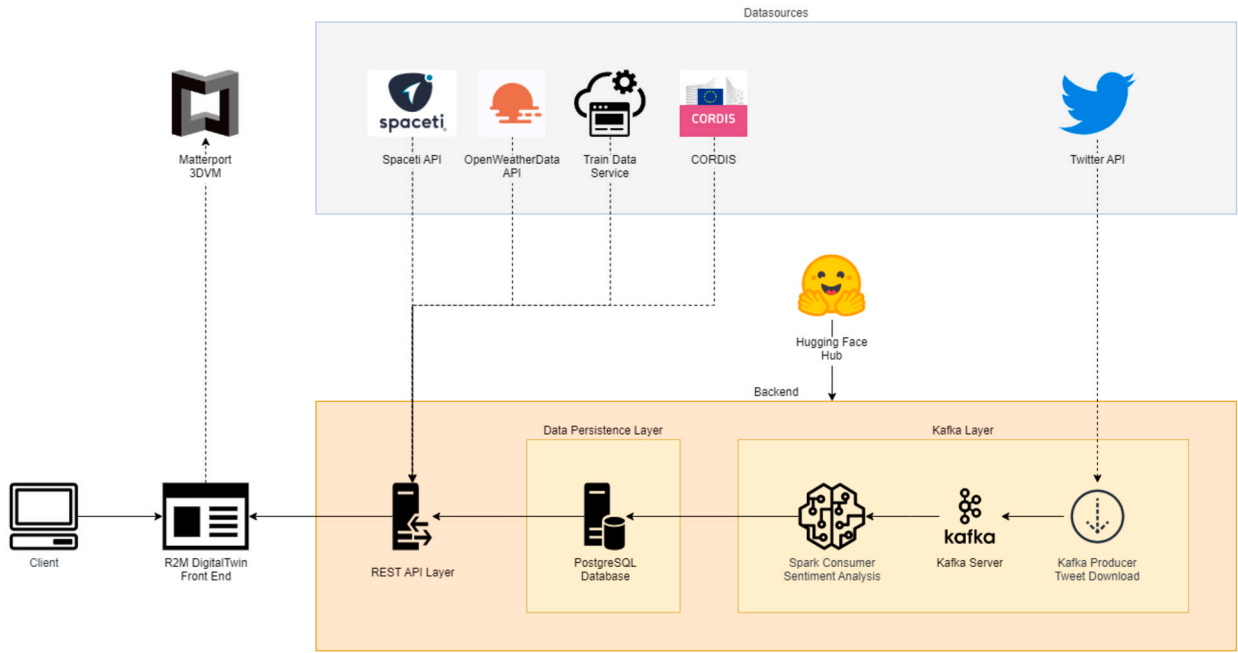 Datasources
spaceti
CORDIS
Matterport
3DVM
Spaceti API
OpenWeatherData
API
Train Data
Service
CORDIS
Twitter API
Hugging Face
Hub
Backend
Data Persistence Layer
Kafka Layer
kafka
Client
R2M DigitalTwin
Front End
REST API Layer
PostgreSQL
Database
Spark Consumer
Sentiment Analysis
Kafka Server
Kafka Producer
Tweet Download